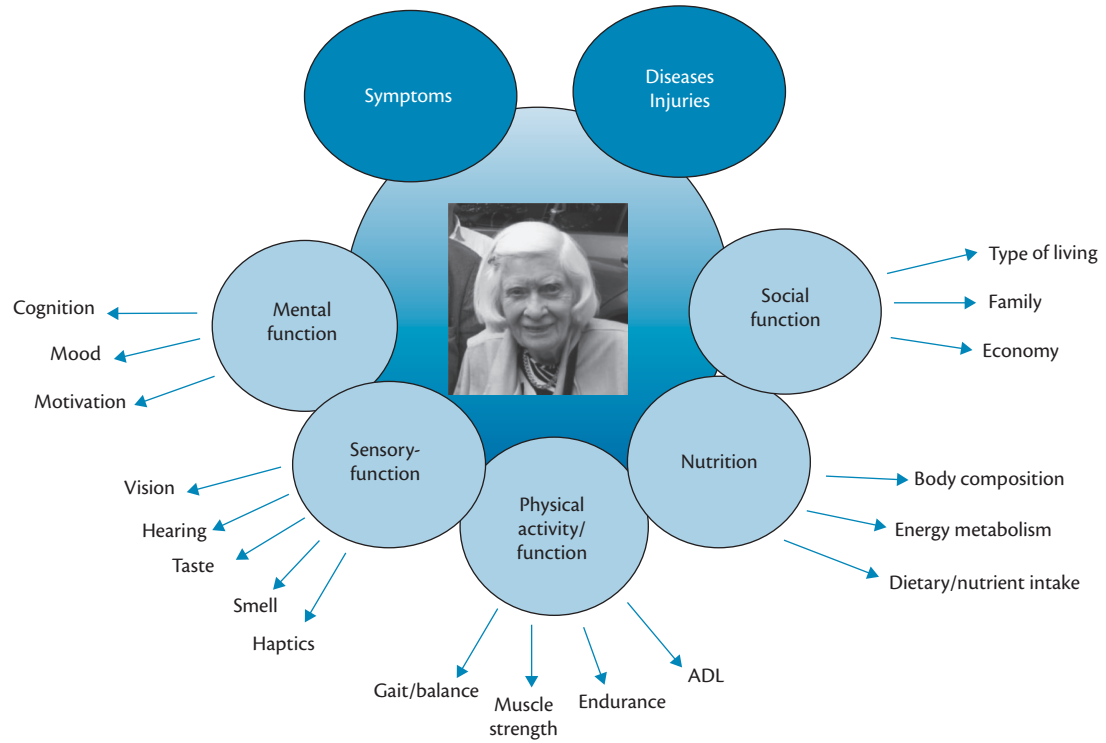 Symptoms
Diseases
Injuries
Mental
function
Social
function
Sensory-
function
Nutrition
Physical
activity/
function
Cognition
Mood
Motivation
Vision
Hearing
Taste
Smell
Haptics
Gait/balance
Muscle
strength
Endurance
ADL
Type of living
Family
Economy
Body composition
Energy metabolism
Dietary/nutrient intake